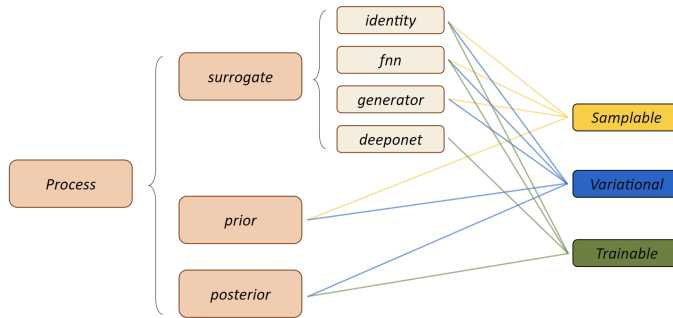 Process
surrogate
prior
posterior
identity
fnn
generator
deeponet
Samplable
Variational
Trainable